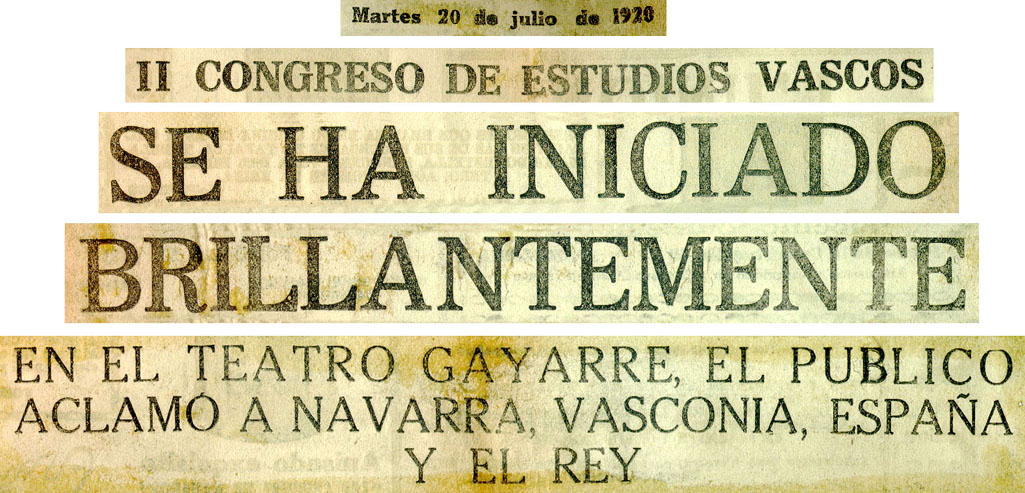 Martes 20 de julio de 1920
II CONGRESO DE ESTUDIOS VASCOS
SE HA INICIADO
BRILLANTEMENTE
EN EL TEATRO GAYARRE, EL PUBLICO
ACLAMÓ A NAVARRA, VASCONIA, ESPAÑA
Y EL REY